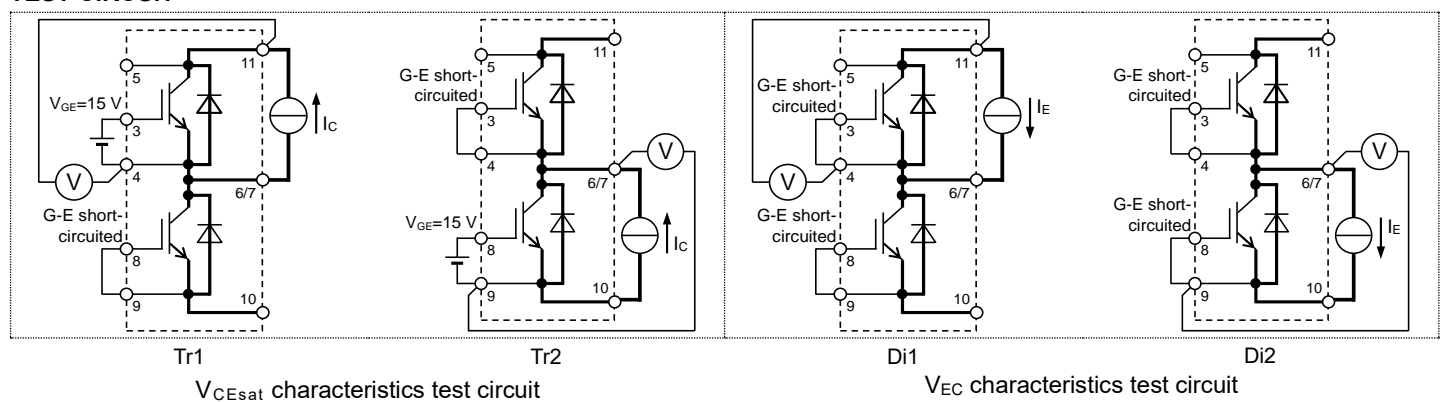 11
5
V_GE=15 V
3
I_C
V
4
6/7
G-E short-
circuited
8
9
10
Tr1
11
5
G-E short-
circuited
3
4
V
6/7
V_GE=15 V
8
I_C
9
10
Tr2
V_CEsat characteristics test circuit
11
5
G-E short-
circuited
3
I_E
V
4
6/7
G-E short-
circuited
8
9
10
Di1
11
5
G-E short-
circuited
3
4
V
6/7
G-E short-
circuited
8
I_E
9
10
Di2
V_EC characteristics test circuit